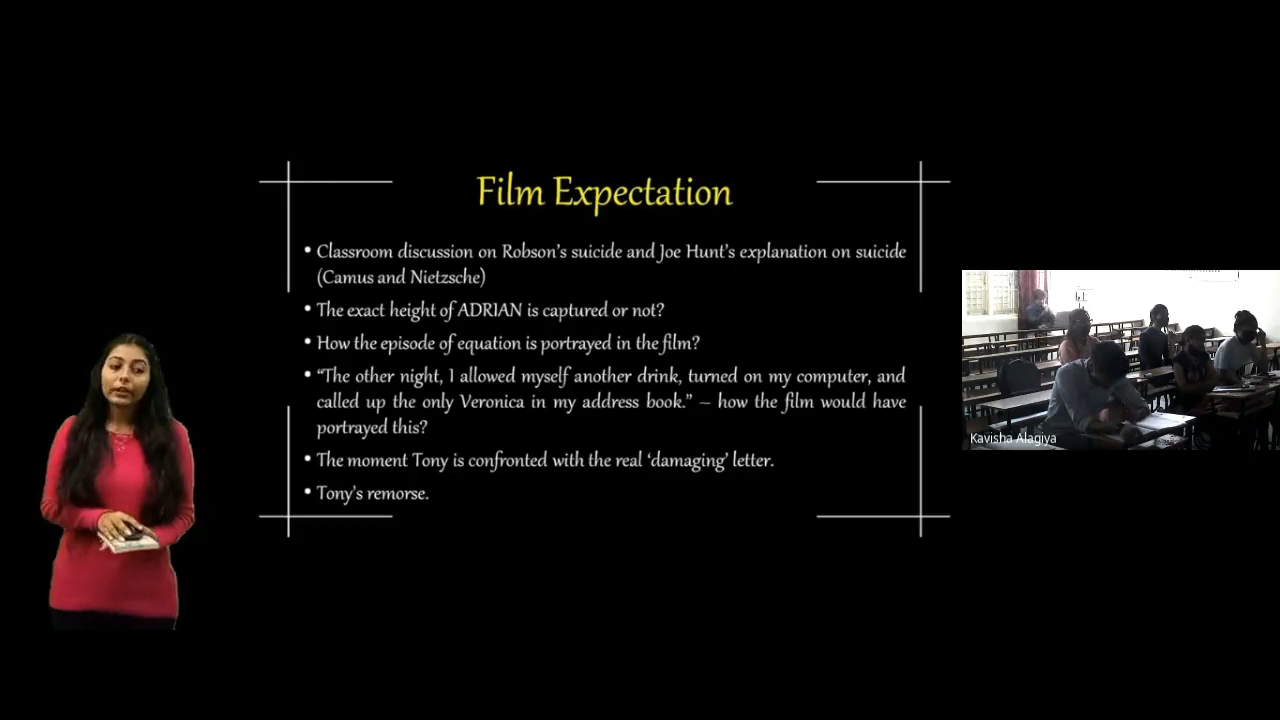 Film Expectation
• Classroom discussion on Robson's suicide and Joe Hunt's explanation on suicide
(Camus and Nietzsche)
• The exact height of ADRIAN is captured or not?
• How the episode of equation is portrayed in the film?
• “The other night, I allowed myself another drink, turned on my computer, and
called up the only Veronica in my address book.” – how the film would have
portrayed this?
• The moment Tony is confronted with the real ‘damaging’ letter.
• Tony's remorse.
Kavisha Alagiya